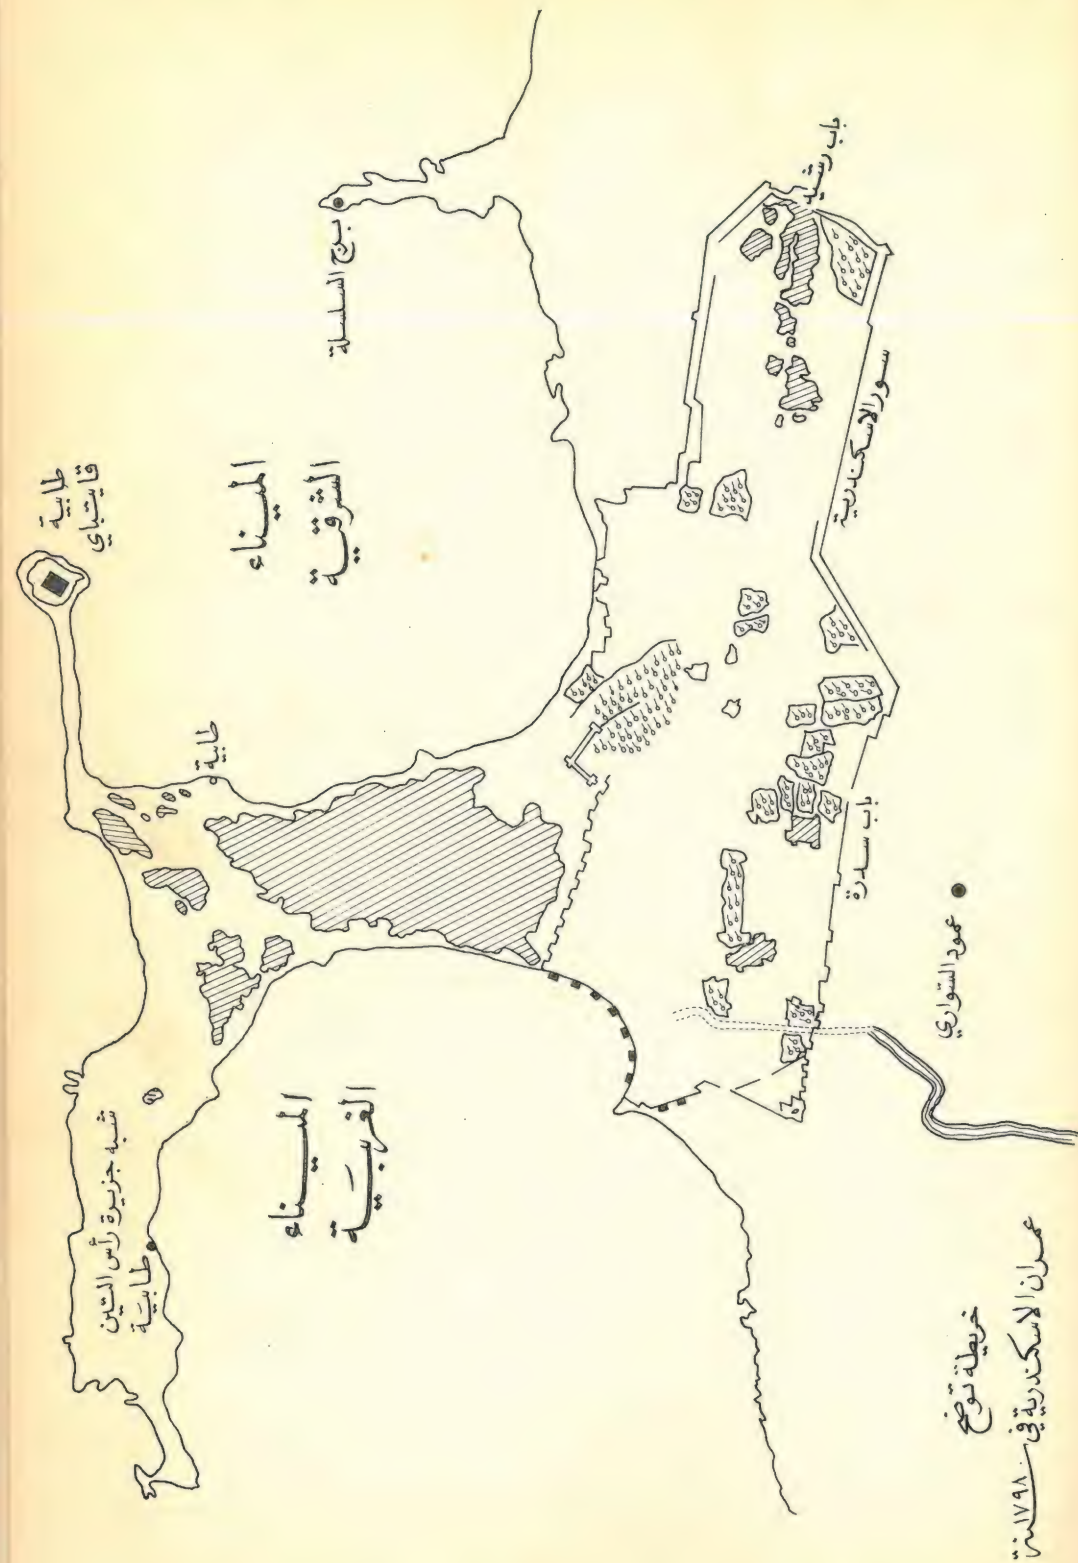 طابية
قايتباي
الميناء
الشرقية
برج السلسلة
باب رشيد
سور الاسكندرية
طابية
باب سدرة
عمود السواري
الميناء
الغربية
شبه جزيرة رأس التين
طابية
خريطة توضح
عمران الاسكندرية في سنة ١٧٩٨